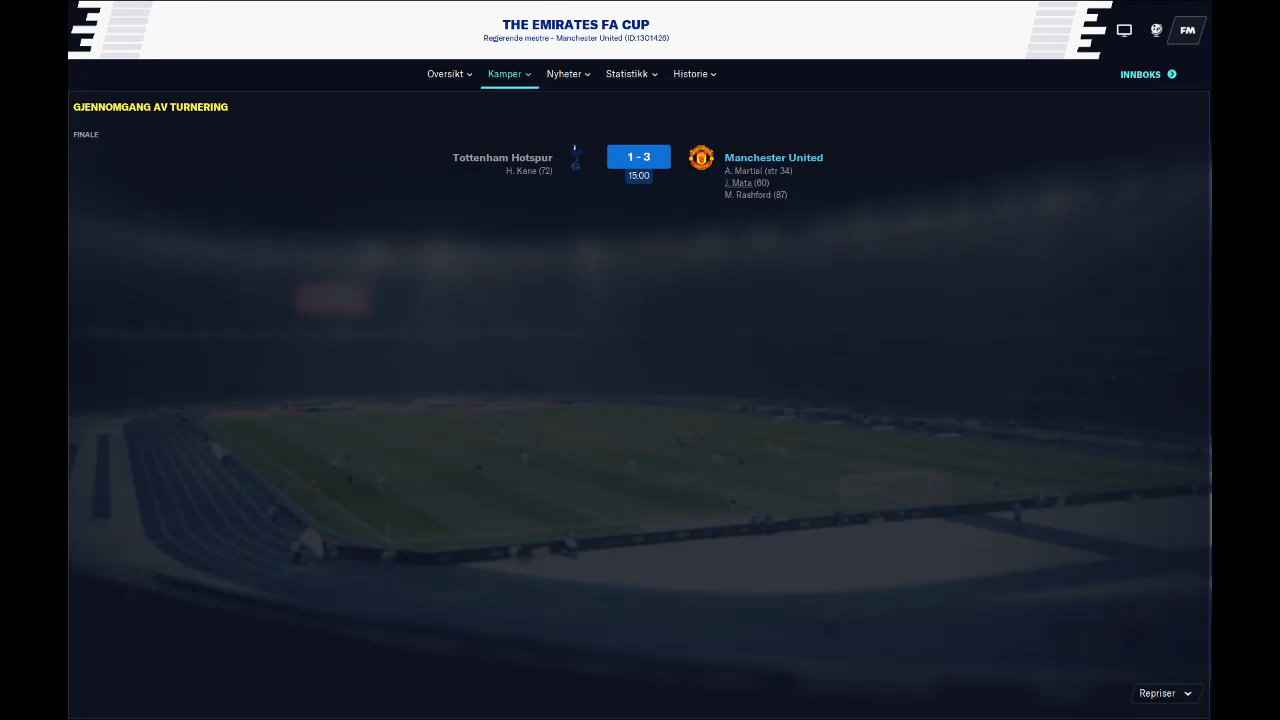 THE EMIRATES FA CUP
Regjerende mestre - Manchester United (ID:1301426)
FM
Oversikt Kamper Nyheter Statistikk Historie
INNBOKS
GJENNOMGANG AV TURNERING
FINALE
Tottenham Hotspur 1 - 3 Manchester United
H. Kane (72) 15:00 A. Martial (str 34)
J. Mata (60)
M. Rashford (87)
Repriser